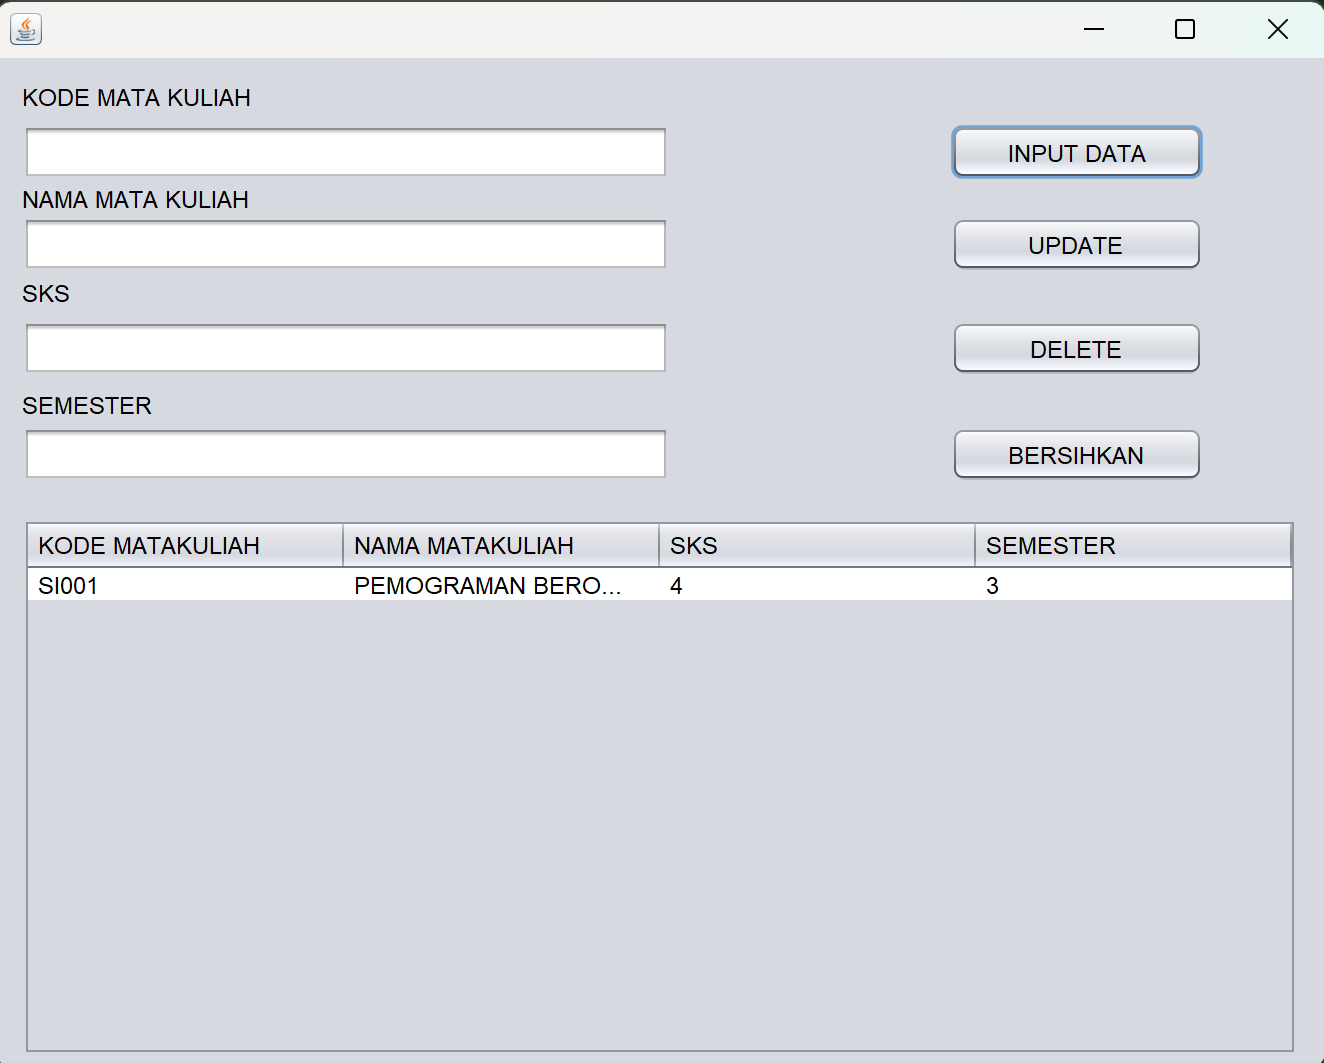 KODE MATA KULIAH
INPUT DATA
NAMA MATA KULIAH
UPDATE
SKS
DELETE
SEMESTER
BERSIHKAN
KODE MATAKULIAH NAMA MATAKULIAH SKS SEMESTER
SI001 PEMOGRAMAN BERO... 4 3